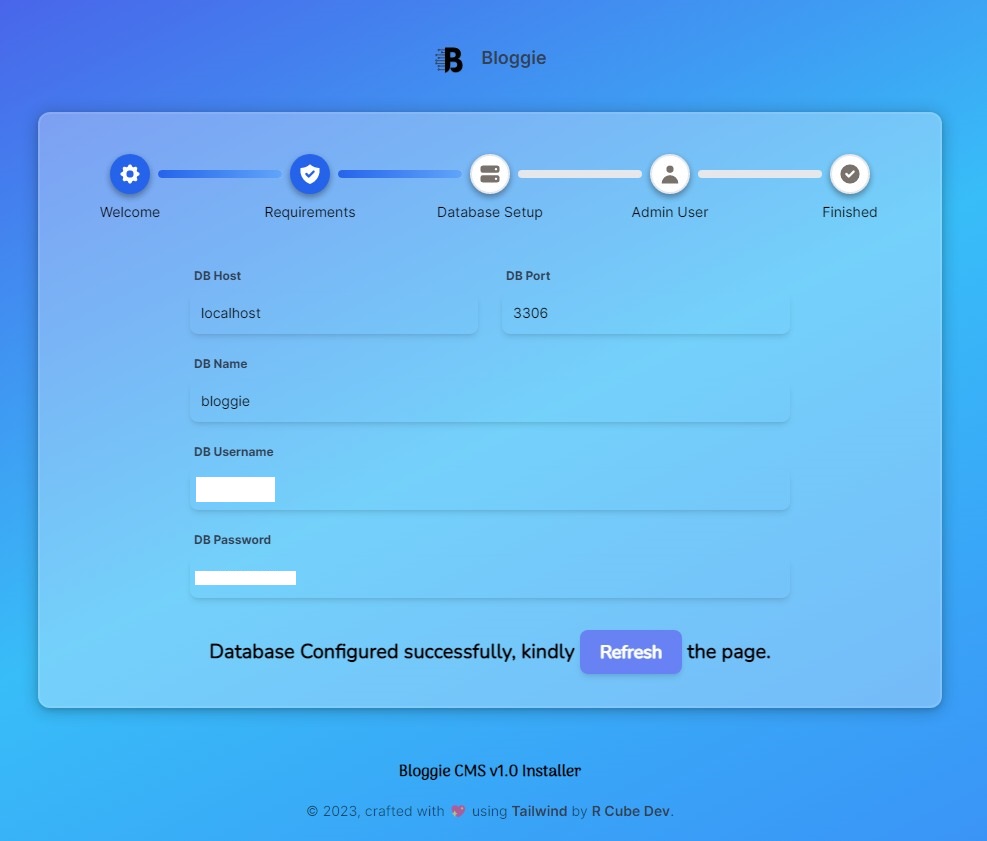 B Bloggie
Welcome Requirements Database Setup Admin User Finished
DB Host DB Port
localhost 3306
DB Name
bloggie
DB Username
DB Password
Database Configured successfully, kindly Refresh the page.
Bloggie CMS v1.0 Installer
© 2023, crafted with 💖 using Tailwind by R Cube Dev.